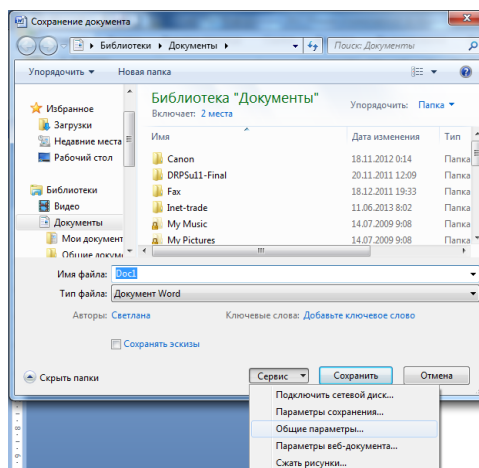 Сохранение документа
Библиотеки Документы
Поиск: Документы
Упорядочить Новая папка
Избранное
Загрузки
Недавние места
Рабочий стол
Библиотеки
Видео
Документы
Мои документ
Общие докумe
Библиотека "Документы"
Включает: 2 места
Упорядочить: Папка
Имя Дата изменения Тип
Canon 18.11.2012 0:14 Папка
DRPSu11-Final 20.11.2011 12:09 Папка
Fax 18.12.2011 19:33 Папка
Inet-trade 11.06.2013 8:02 Папка
My Music 14.07.2009 9:08 Папка
My Pictures 14.07.2009 9:08 Папка
Имя файла: Doc1
Тип файла: Документ Word
Авторы: Светлана Ключевые слова: Добавьте ключевое слово
Сохранять эскизы
Скрыть папки Сервис Сохранить Отмена
Подключить сетевой диск...
Параметры сохранения...
Общие параметры...
Параметры веб-документа...
Сжать рисунки...